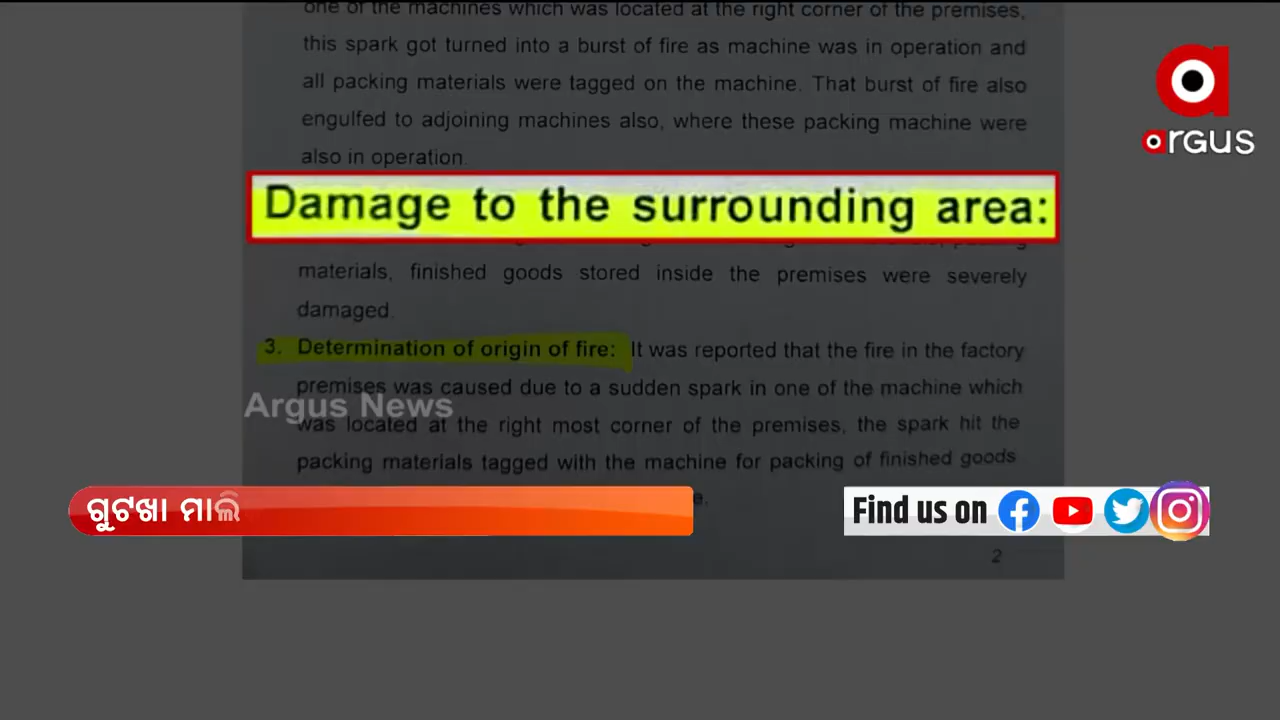 one of the machines which was located at the right corner of the premises,
this spark got turned into a burst of fire as machine was in operation and
all packing materials were tagged on the machine. That burst of fire also
engulfed to adjoining machines also, where these packing machine were
also in operation.
Damage to the surrounding area:
materials, finished goods stored inside the premises were severely
damaged.
3. Determination of origin of fire: It was reported that the fire in the factory
premises was caused due to a sudden spark in one of the machine which
was located at the right most corner of the premises, the spark hit the
packing materials tagged with the machine for packing of finished goods
2
argus
Argus News
ଗୁଟଖା ମାଲି
Find us on